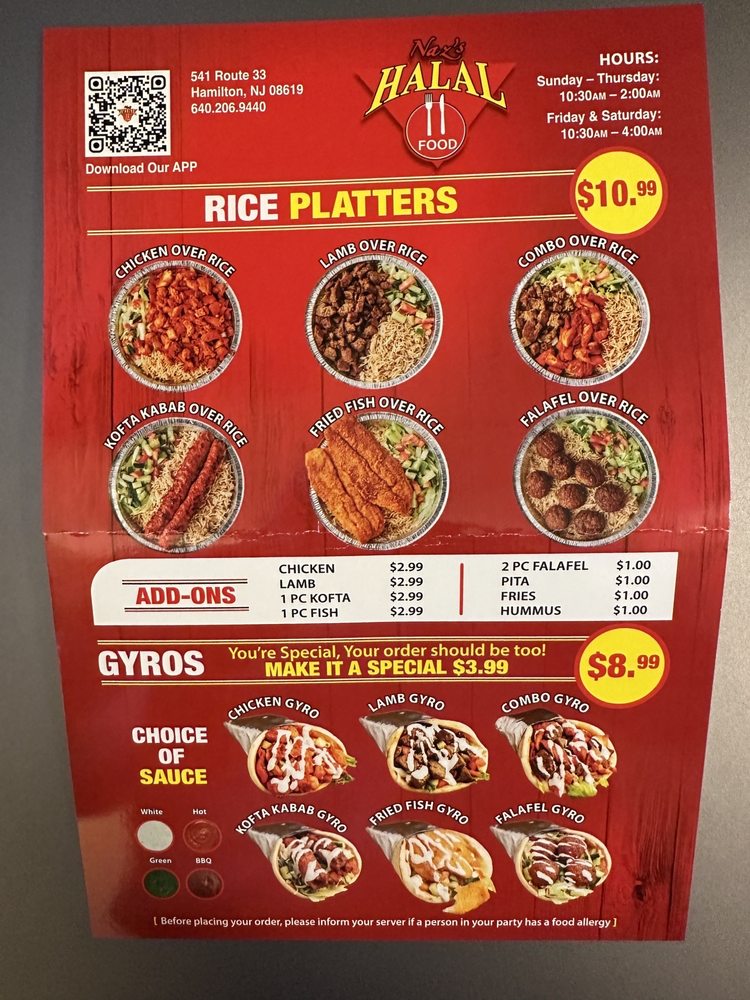 541 Route 33
Hamilton, NJ 08619
640.206.9440
Download Our APP
Naz's
HALAL
FOOD
HOURS:
Sunday – Thursday:
10:30AM – 2:00AM
Friday & Saturday:
10:30AM – 4:00AM
RICE PLATTERS
$10.99
CHICKEN OVER RICE
LAMB OVER RICE
COMBO OVER RICE
KOFTA KABAB OVER RICE
FRIED FISH OVER RICE
FALAFEL OVER RICE
ADD-ONS
CHICKEN $2.99
LAMB $2.99
1 PC KOFTA $2.99
1 PC FISH $2.99
2 PC FALAFEL $1.00
PITA $1.00
FRIES $1.00
HUMMUS $1.00
GYROS
You're Special, Your order should be too!
MAKE IT A SPECIAL $3.99
$8.99
CHOICE
OF
SAUCE
White Hot
Green BBQ
CHICKEN GYRO
LAMB GYRO
COMBO GYRO
KOFTA KABAB GYRO
FRIED FISH GYRO
FALAFEL GYRO
[ Before placing your order, please inform your server if a person in your party has a food allergy ]